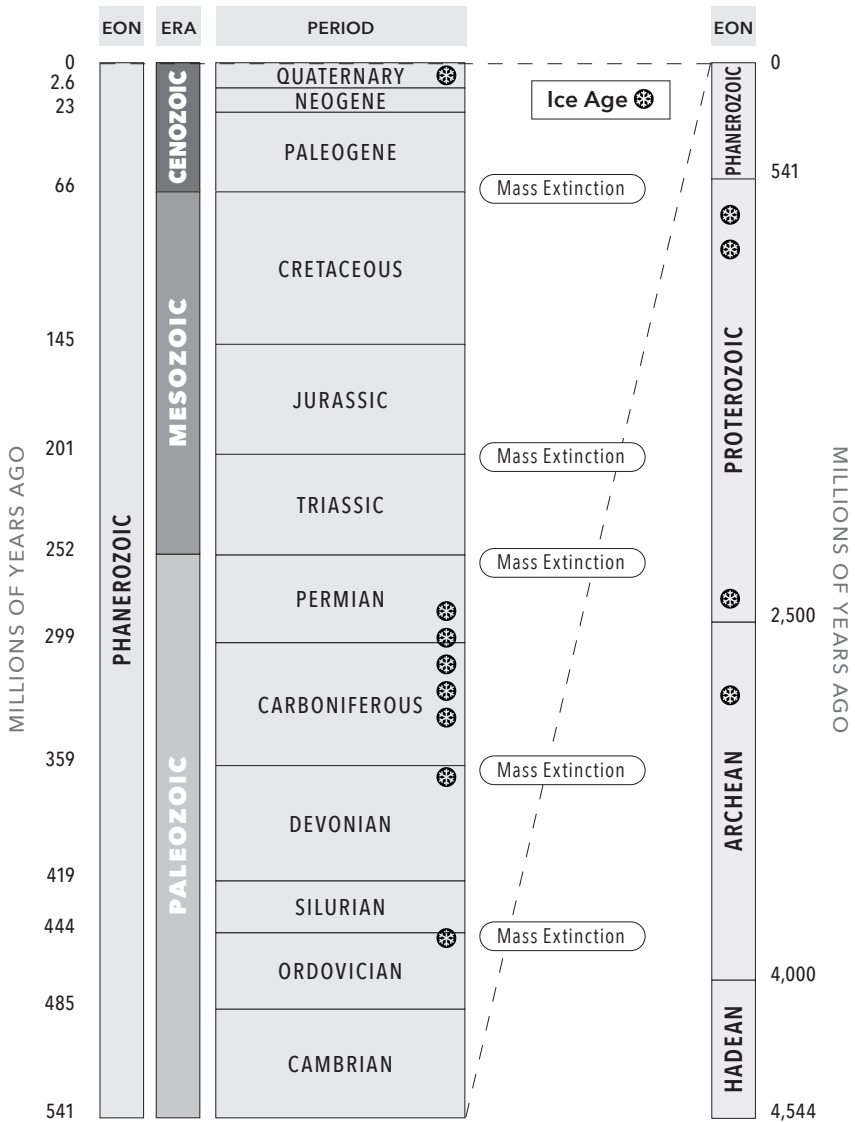 EON ERA PERIOD EON
0
2.6
23
66
145
201
252
299
359
419
444
485
541
MILLIONS OF YEARS AGO
PHANEROZOIC
CENOZOIC
MESOZOIC
PALEOZOIC
QUATERNARY
NEOGENE
PALEOGENE
CRETACEOUS
JURASSIC
TRIASSIC
PERMIAN
CARBONIFEROUS
DEVONIAN
SILURIAN
ORDOVICIAN
CAMBRIAN
Ice Age
Mass Extinction
Mass Extinction
Mass Extinction
Mass Extinction
Mass Extinction
PHANEROZOIC
PROTEROZOIC
ARCHEAN
HADEAN
0
541
2,500
4,000
4,544
MILLIONS OF YEARS AGO